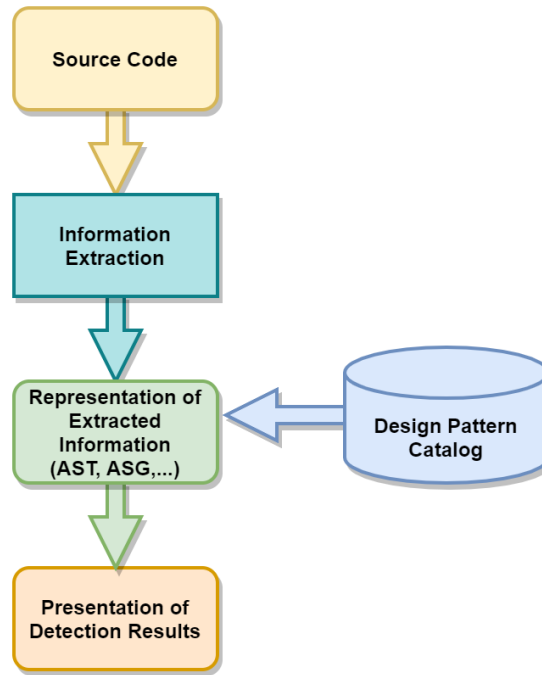 Source Code
Information
Extraction
Representation of
Extracted
Information
(AST, ASG,...)
Design Pattern
Catalog
Presentation of
Detection Results